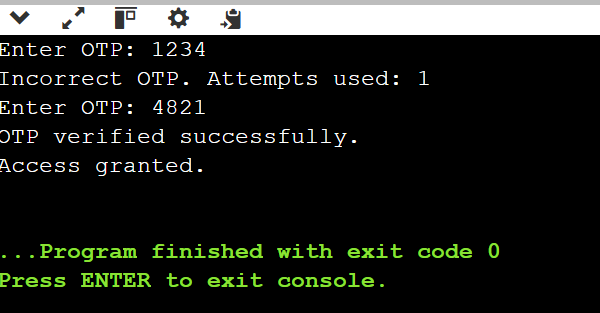 Enter OTP: 1234
Incorrect OTP. Attempts used: 1
Enter OTP: 4821
OTP verified successfully.
Access granted.
...Program finished with exit code 0
Press ENTER to exit console.